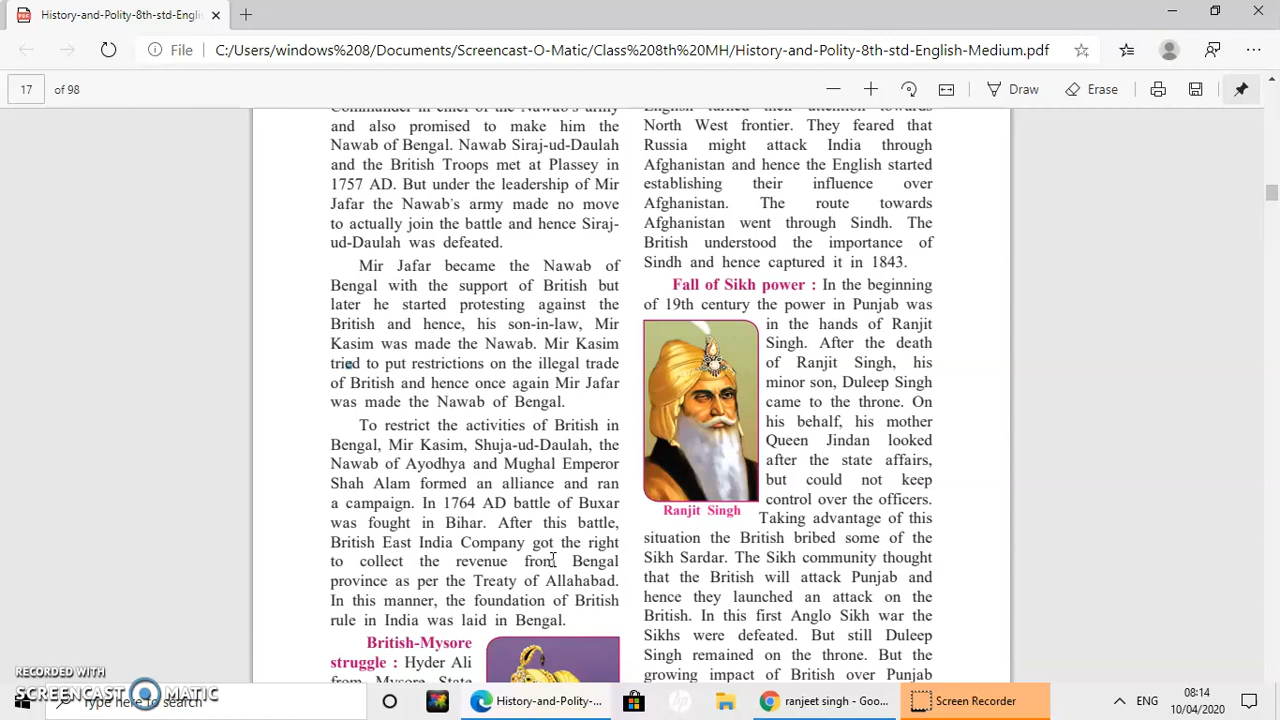 History-and-Polity-8th-std-Engli
File
C:/Users/windows%208/Documents/Screencast-O-Matic/Class%208th%20MH/History-and-Polity-8th-std-English-Medium.pdf
17 of 98
Draw
Erase
Commander in chief of the Nawab's army
and also promised to make him the
Nawab of Bengal. Nawab Siraj-ud-Daulah
and the British Troops met at Plassey in
1757 AD. But under the leadership of Mir
Jafar the Nawab's army made no move
to actually join the battle and hence Siraj-
ud-Daulah was defeated.
Mir Jafar became the Nawab of
Bengal with the support of British but
later he started protesting against the
British and hence, his son-in-law, Mir
Kasim was made the Nawab. Mir Kasim
tried to put restrictions on the illegal trade
of British and hence once again Mir Jafar
was made the Nawab of Bengal.
To restrict the activities of British in
Bengal, Mir Kasim, Shuja-ud-Daulah, the
Nawab of Ayodhya and Mughal Emperor
Shah Alam formed an alliance and ran
a campaign. In 1764 AD battle of Buxar
was fought in Bihar. After this battle,
British East India Company got the right
to collect the revenue from Bengal
province as per the Treaty of Allahabad.
In this manner, the foundation of British
rule in India was laid in Bengal.
British-Mysore
struggle : Hyder Ali
from Mysore State
English turned their attention towards
North West frontier. They feared that
Russia might attack India through
Afghanistan and hence the English started
establishing their influence over
Afghanistan. The route towards
Afghanistan went through Sindh. The
British understood the importance of
Sindh and hence captured it in 1843.
Fall of Sikh power : In the beginning
of 19th century the power in Punjab was
in the hands of Ranjit
Singh. After the death
of Ranjit Singh, his
minor son, Duleep Singh
came to the throne. On
his behalf, his mother
Queen Jindan looked
after the state affairs,
but could not keep
control over the officers.
Ranjit Singh
Taking advantage of this
situation the British bribed some of the
Sikh Sardar. The Sikh community thought
that the British will attack Punjab and
hence they launched an attack on the
British. In this first Anglo Sikh war the
Sikhs were defeated. But still Duleep
Singh remained on the throne. But the
growing impact of British over Punjab
RECORDED WITH
SCREENCAST MATIC
Type here to search
History-and-Polity-...
ranjeet singh - Goo...
Screen Recorder
ENG
08:14
10/04/2020